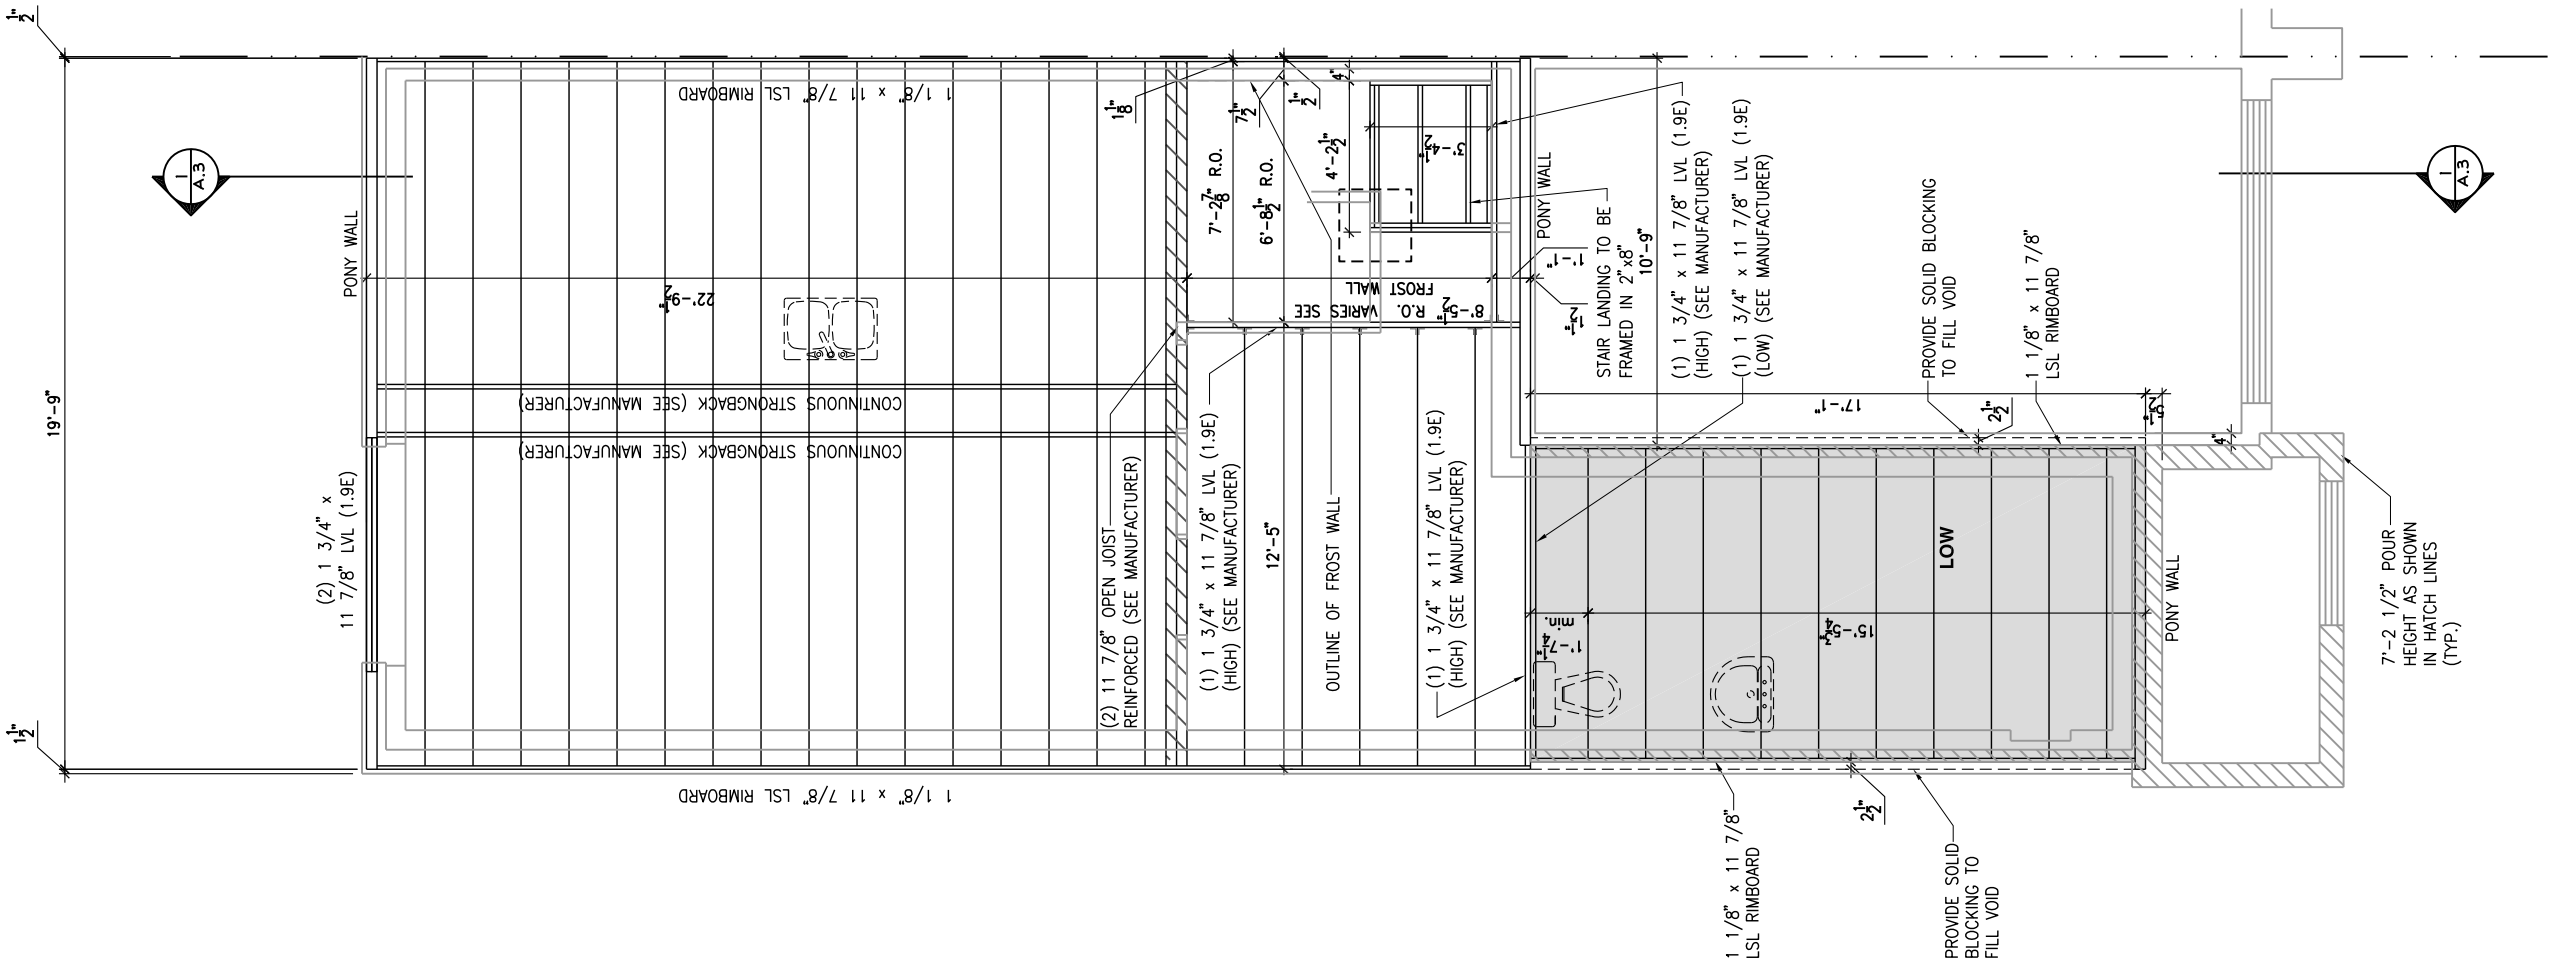 1 1/2"
19'-9"
1 1/2"
1
A.3
PONY WALL
(2) 1 3/4" x
11 7/8" LVL (1.9E)
1 1/8" x 11 7/8" LSL RIMBOARD
22'-9 1/2"
CONTINUOUS STRONGBACK (SEE MANUFACTURER)
CONTINUOUS STRONGBACK (SEE MANUFACTURER)
1 1/8" x 11 7/8" LSL RIMBOARD
(2) 11 7/8" OPEN JOIST
REINFORCED (SEE MANUFACTURER)
1 1/8"
7 1/2"
1 1/2"
4"
7'-2 7/8" R.O.
6'-8 1/2" R.O.
4'-2 1/2"
3'-4 1/2"
8'-5 1/2" R.O. VARIES SEE
FROST WALL
1'-1"
1 1/2"
(1) 1 3/4" x 11 7/8" LVL (1.9E)
(HIGH) (SEE MANUFACTURER)
12'-5"
OUTLINE OF FROST WALL
(1) 1 3/4" x 11 7/8" LVL (1.9E)
(HIGH) (SEE MANUFACTURER)
PONY WALL
STAIR LANDING TO BE
FRAMED IN 2"x8"
10'-9"
(1) 1 3/4" x 11 7/8" LVL (1.9E)
(HIGH) (SEE MANUFACTURER)
(1) 1 3/4" x 11 7/8" LVL (1.9E)
(LOW) (SEE MANUFACTURER)
1'-7 1/4"
min.
15'-5 3/4"
17'-1"
LOW
PROVIDE SOLID BLOCKING
TO FILL VOID
2 1/2"
1 1/8" x 11 7/8"
LSL RIMBOARD
5 1/2"
4"
PONY WALL
1 1/8" x 11 7/8"
LSL RIMBOARD
2 1/2"
PROVIDE SOLID
BLOCKING TO
FILL VOID
7'-2 1/2" POUR
HEIGHT AS SHOWN
IN HATCH LINES
(TYP.)
1
A.3